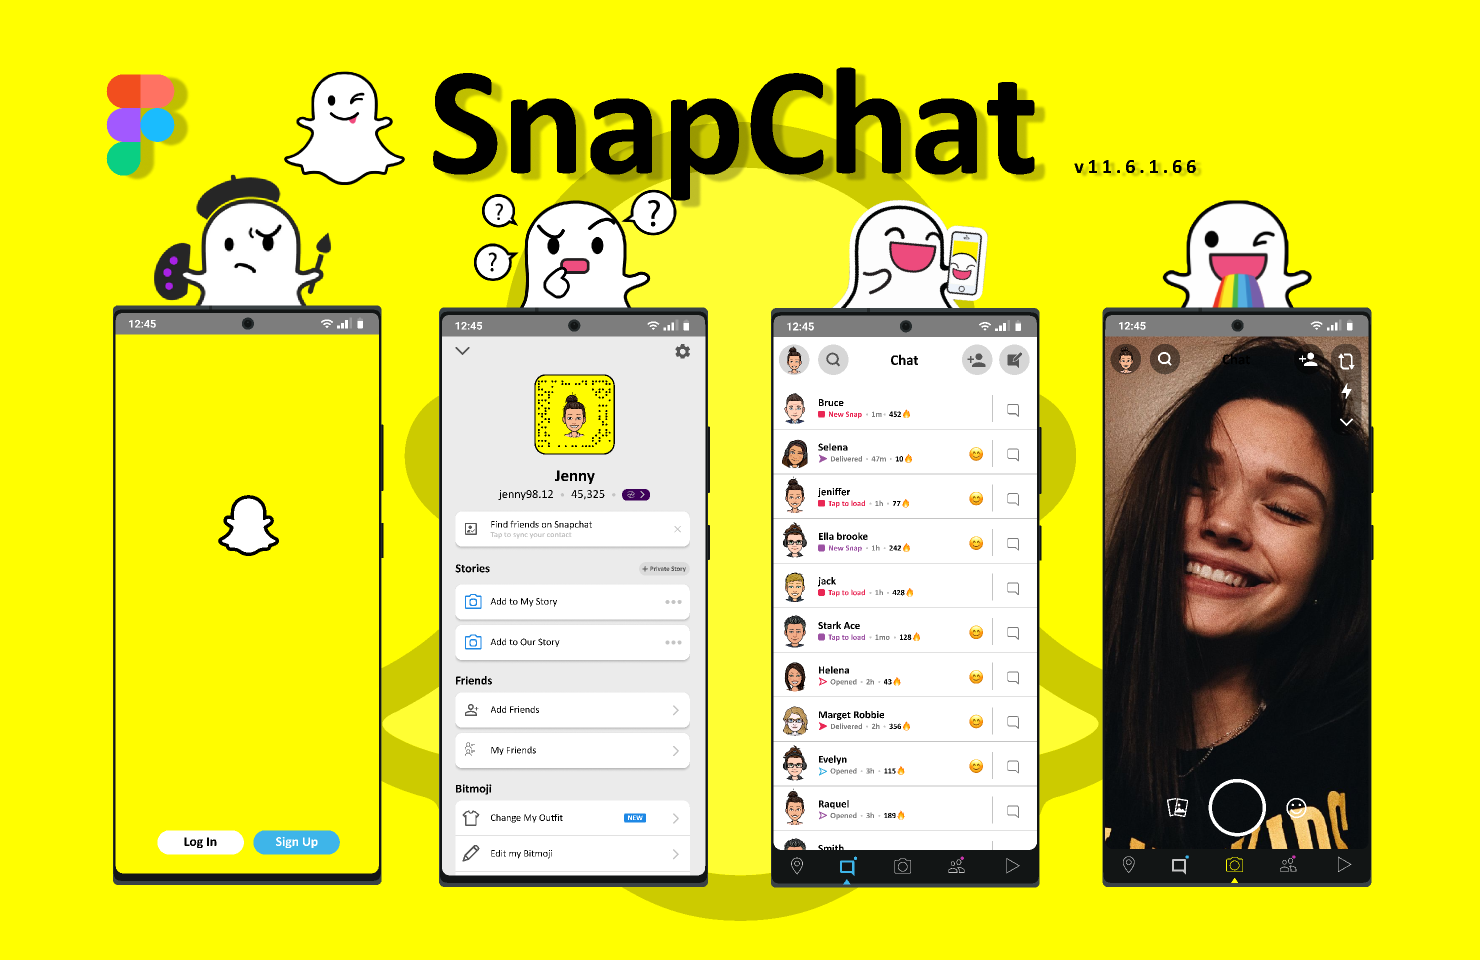 SnapChat
v11.6.1.66
? ? ?
12:45
Log In
Sign Up
12:45
Jenny
jenny98.12 • 45,325 •
Find friends on Snapchat
Tap to sync your contact
Stories
+ Private Story
Add to My Story
Add to Our Story
Friends
Add Friends
My Friends
Bitmoji
Change My Outfit
NEW
Edit my Bitmoji
12:45
Chat
Bruce
New Snap · 1m · 452🔥
Selena
Delivered · 47m · 10🔥
jeniffer
Tap to load · 1h · 77🔥
Ella brooke
New Snap · 1h · 242🔥
jack
Tap to load · 1h · 428🔥
Stark Ace
Tap to load · 1mo · 128🔥
Helena
Opened · 2h · 43🔥
Marget Robbie
Delivered · 2h · 356🔥
Evelyn
Opened · 3h · 115🔥
Raquel
Opened · 3h · 189🔥
Smith
12:45
Chat